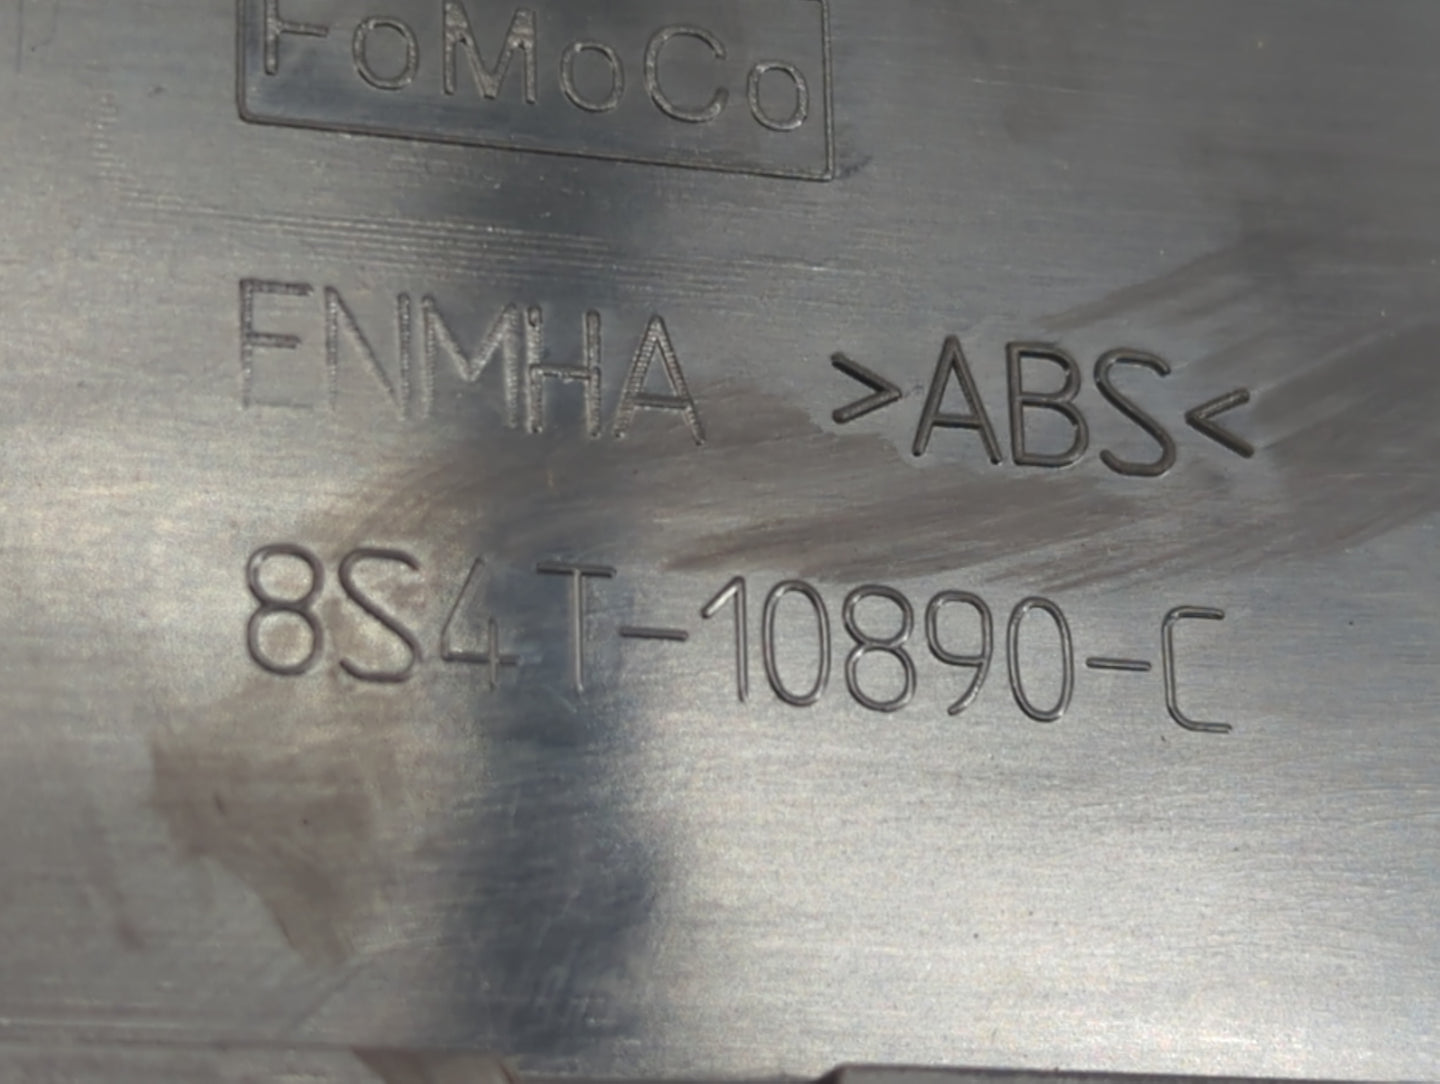 FoMoCo
ENMHA >ABS<
8S4T-10890-C